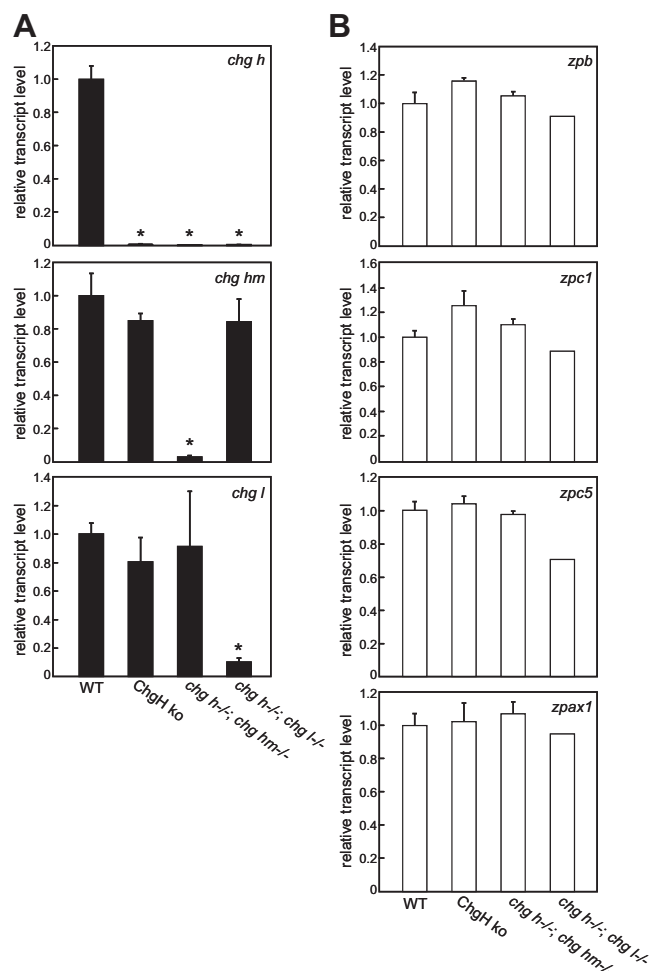 A
relative transcript level
1.2
1.0
0.8
0.6
0.4
0.2
0
chg h
*
*
*
relative transcript level
1.2
1.0
0.8
0.6
0.4
0.2
0
chg hm
*
relative transcript level
1.4
1.2
1.0
0.8
0.6
0.4
0.2
0
chg l
*
WT
ChgH ko
chg h-/-; chg hm-/-
chg h-/-; chg l-/-
B
relative transcript level
1.4
1.2
1.0
0.8
0.6
0.4
0.2
0
zpb
relative transcript level
1.6
1.4
1.2
1.0
0.8
0.6
0.4
0.2
0
zpc1
relative transcript level
1.2
1.0
0.8
0.6
0.4
0.2
0
zpc5
relative transcript level
1.2
1.0
0.8
0.6
0.4
0.2
0
zpax1
WT
ChgH ko
chg h-/-; chg hm-/
chg h-/-; chg l-/-